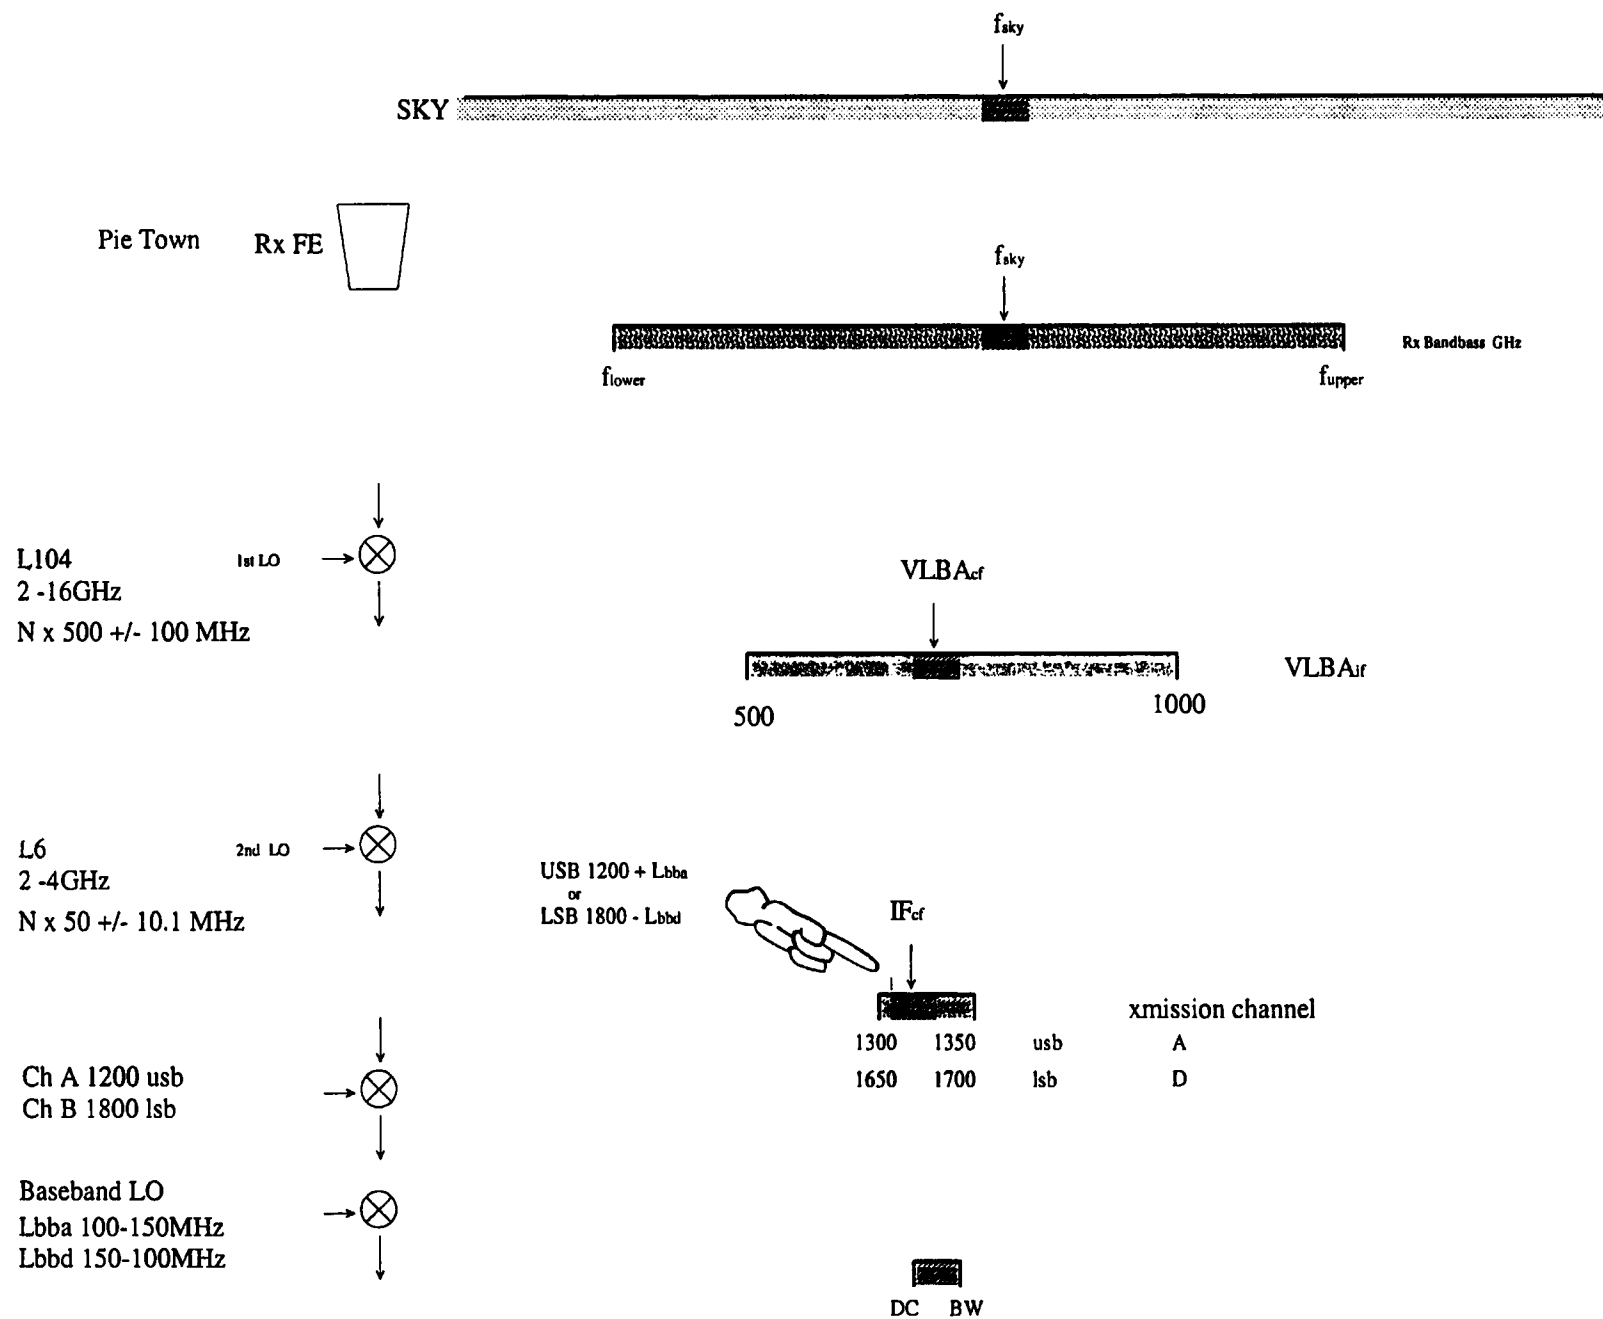 fsky
SKY
Pie Town Rx FE
fsky
Rx Bandbass GHz
flower
fupper
L104
2 -16GHz
N x 500 +/- 100 MHz
1st LO
VLBAcf
VLBAif
500
1000
L6
2 -4GHz
N x 50 +/- 10.1 MHz
2nd LO
USB 1200 + Lbba
or
LSB 1800 - Lbbd
IFcf
xmission channel
1300 1350 usb A
1650 1700 lsb D
Ch A 1200 usb
Ch B 1800 lsb
Baseband LO
Lbba 100-150MHz
Lbbd 150-100MHz
DC BW